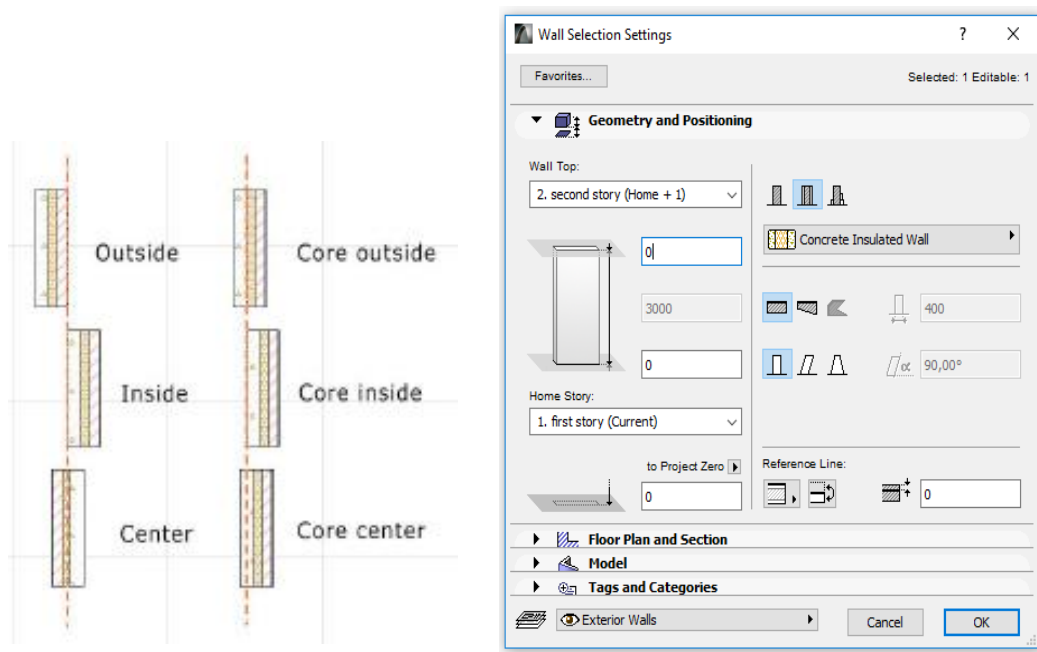 Outside
Core outside
Inside
Core inside
Center
Core center
Wall Selection Settings
?
X
Favorites...
Selected: 1 Editable: 1
Geometry and Positioning
Wall Top:
2. second story (Home + 1)
0
3000
0
Home Story:
1. first story (Current)
to Project Zero
0
Concrete Insulated Wall
400
α
90,00°
Reference Line:
0
Floor Plan and Section
Model
Tags and Categories
Exterior Walls
Cancel
OK